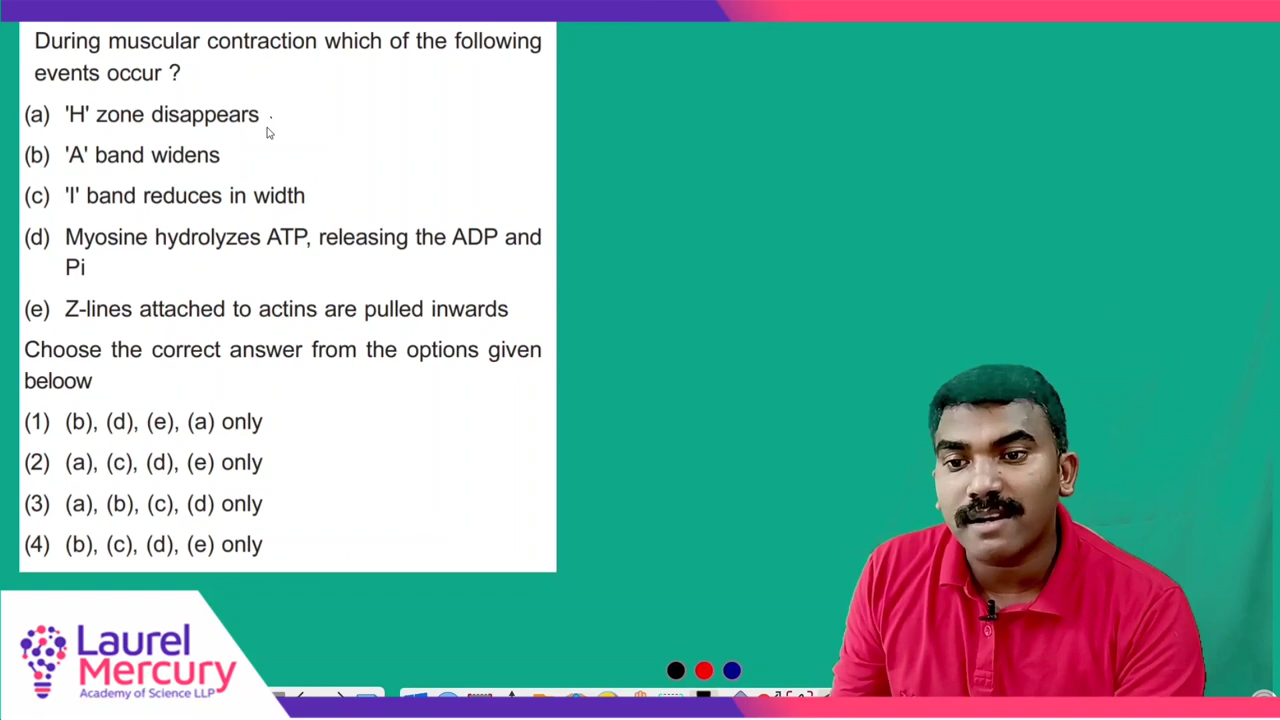 During muscular contraction which of the following
events occur ?
(a) 'H' zone disappears
(b) 'A' band widens
(c) 'I' band reduces in width
(d) Myosine hydrolyzes ATP, releasing the ADP and
Pi
(e) Z-lines attached to actins are pulled inwards
Choose the correct answer from the options given
beloow
(1) (b), (d), (e), (a) only
(2) (a), (c), (d), (e) only
(3) (a), (b), (c), (d) only
(4) (b), (c), (d), (e) only
Laurel
Mercury
Academy of Science LLP